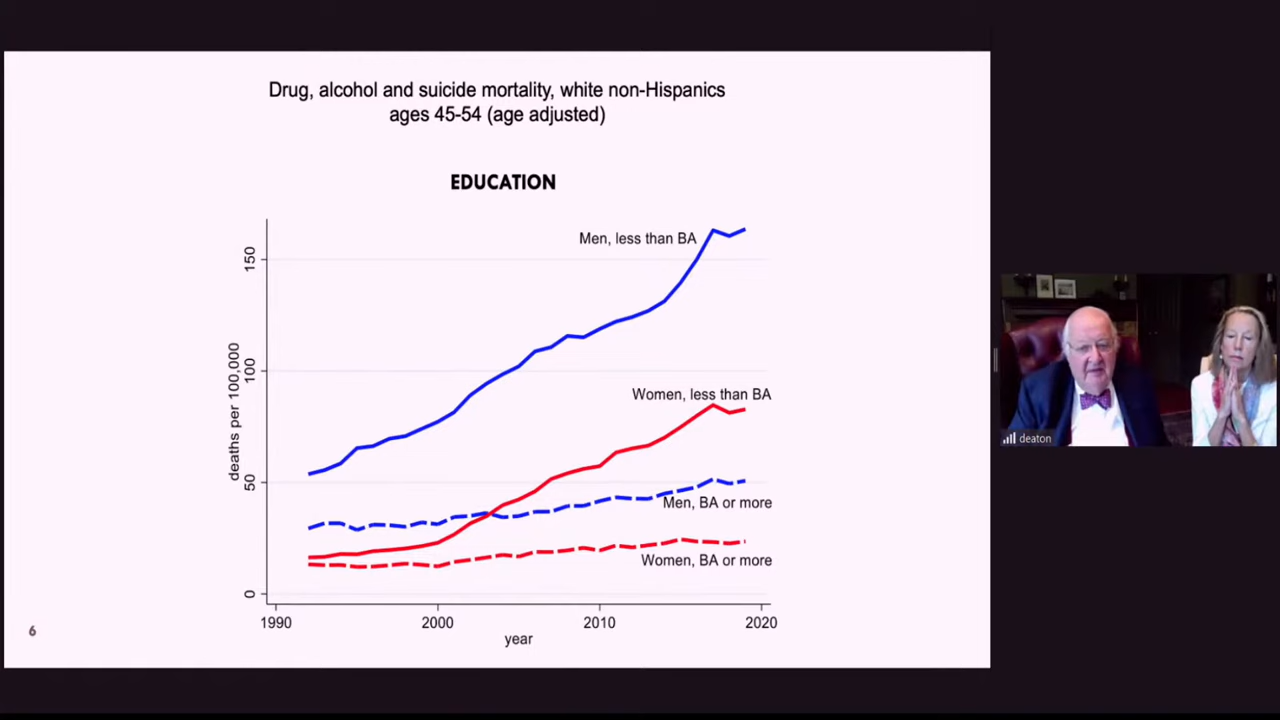 Drug, alcohol and suicide mortality, white non-Hispanics
ages 45-54 (age adjusted)
EDUCATION
deaths per 100,000
150
100
50
0
Men, less than BA
Women, less than BA
Men, BA or more
Women, BA or more
1990
2000
2010
2020
year
6
deaton